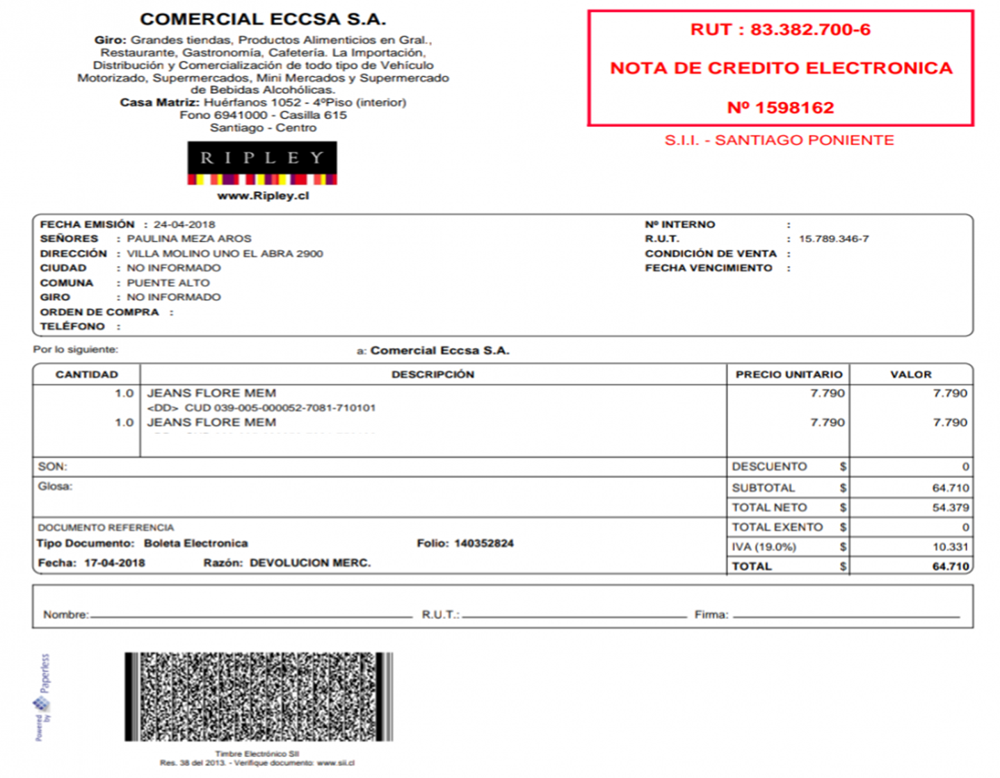 COMERCIAL ECCSA S.A.
Giro: Grandes tiendas, Productos Alimenticios en Gral.,
Restaurante, Gastronomía, Cafetería. La Importación,
Distribución y Comercialización de todo tipo de Vehículo
Motorizado, Supermercados, Mini Mercados y Supermercado
de Bebidas Alcohólicas.
Casa Matriz: Huérfanos 1052 - 4ºPiso (interior)
Fono 6941000 - Casilla 615
Santiago - Centro
RIPLEY
www.Ripley.cl
RUT : 83.382.700-6
NOTA DE CREDITO ELECTRONICA
Nº 1598162
S.I.I. - SANTIAGO PONIENTE
FECHA EMISIÓN : 24-04-2018
SEÑORES : PAULINA MEZA AROS
DIRECCIÓN : VILLA MOLINO UNO EL ABRA 2900
CIUDAD : NO INFORMADO
COMUNA : PUENTE ALTO
GIRO : NO INFORMADO
ORDEN DE COMPRA :
TELÉFONO :
Nº INTERNO :
R.U.T. : 15.789.346-7
CONDICIÓN DE VENTA :
FECHA VENCIMIENTO :
Por lo siguiente: a: Comercial Eccsa S.A.
CANTIDAD DESCRIPCIÓN PRECIO UNITARIO VALOR
1.0 JEANS FLORE MEM 7.790 7.790
<DD> CUD 039-005-000052-7081-710101
1.0 JEANS FLORE MEM 7.790 7.790
SON: DESCUENTO $ 0
Glosa: SUBTOTAL $ 64.710
TOTAL NETO $ 54.379
DOCUMENTO REFERENCIA TOTAL EXENTO $ 0
Tipo Documento: Boleta Electronica Folio: 140352824 IVA (19.0%) $ 10.331
Fecha: 17-04-2018 Razón: DEVOLUCION MERC. TOTAL $ 64.710
Nombre: R.U.T.: Firma:
Powered by Paperless
Timbre Electrónico SII
Res. 38 del 2013. - Verifique documento: www.sii.cl